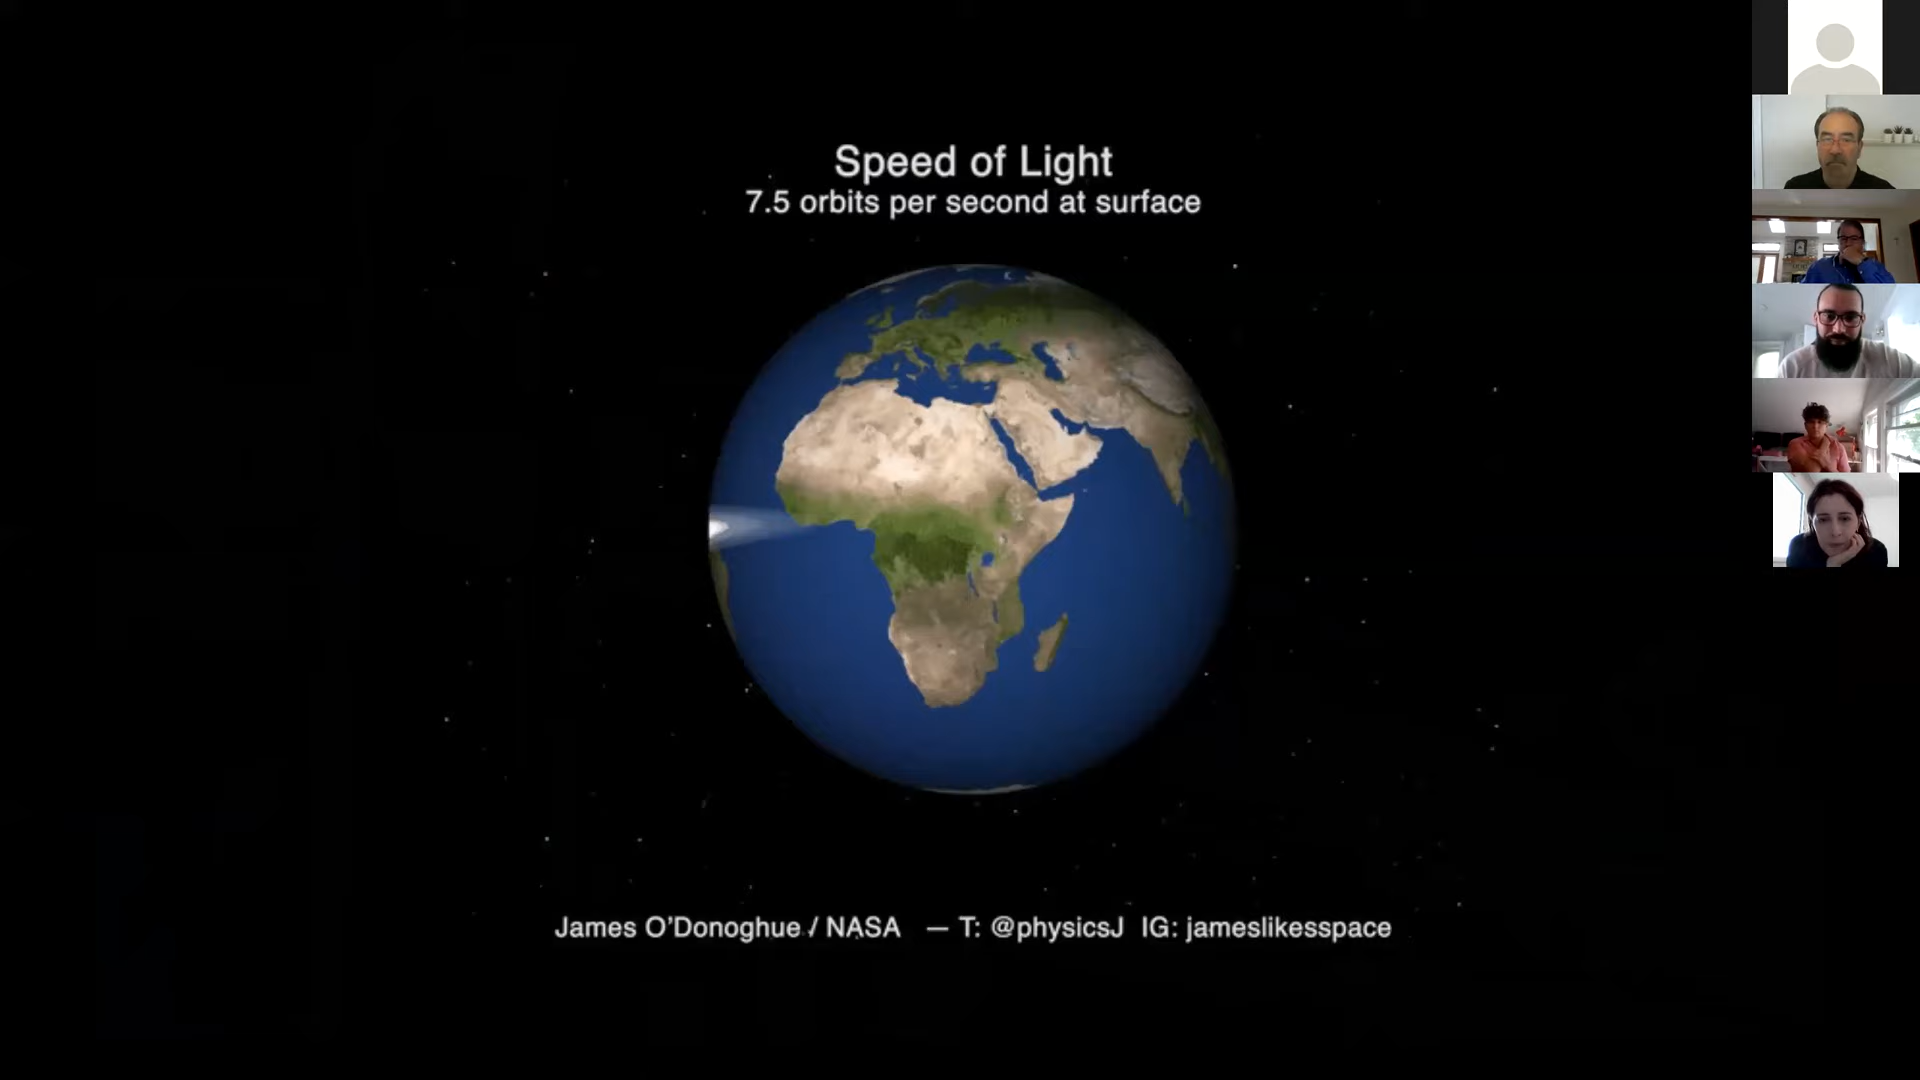 Speed of Light
7.5 orbits per second at surface
James O'Donoghue / NASA — T: @physicsJ IG: jameslikesspace